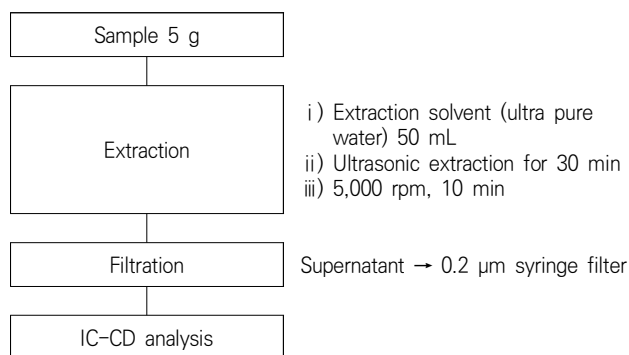 Sample 5 g
Extraction
ⅰ) Extraction solvent (ultra pure
water) 50 mL
ⅱ) Ultrasonic extraction for 30 min
ⅲ) 5,000 rpm, 10 min
Filtration
Supernatant → 0.2 μm syringe filter
IC-CD analysis